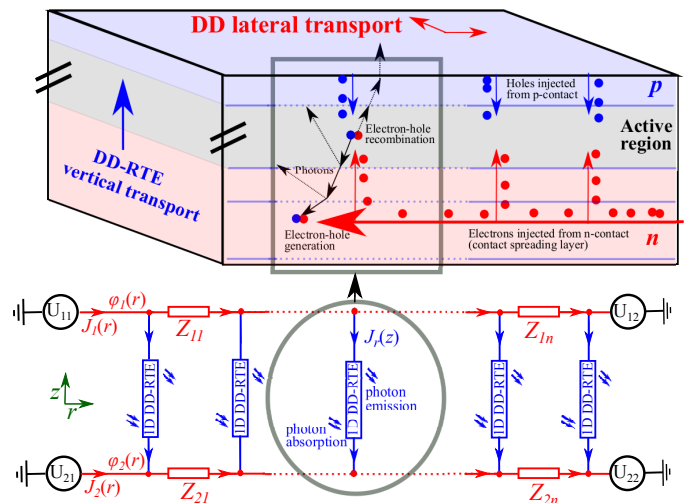 DD lateral transport
DD-RTE
vertical transport
Holes injected
from p-contact
p
Electron-hole
recombination
Active
region
Photons
Electron-hole
generation
Electrons injected from n-contact
(contact spreading layer)
n
U11
φ1(r)
J1(r)
Z11
Jr(z)
Z1n
U12
z
r
1D DD-RTE
1D DD-RTE
1D DD-RTE
1D DD-RTE
1D DD-RTE
photon
emission
photon
absorption
U21
φ2(r)
J2(r)
Z21
Z2n
U22